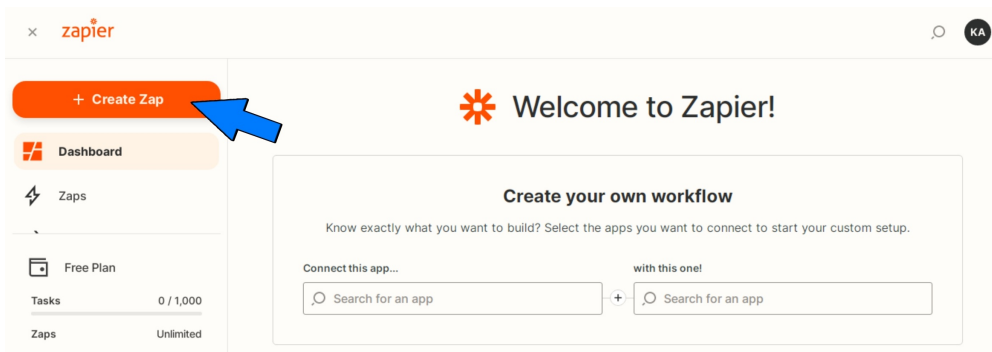 × zapier
KA
+ Create Zap
Welcome to Zapier!
Dashboard
Zaps
Create your own workflow
Know exactly what you want to build? Select the apps you want to connect to start your custom setup.
Free Plan
Connect this app...
with this one!
Tasks 0 / 1,000
Search for an app
+
Search for an app
Zaps Unlimited